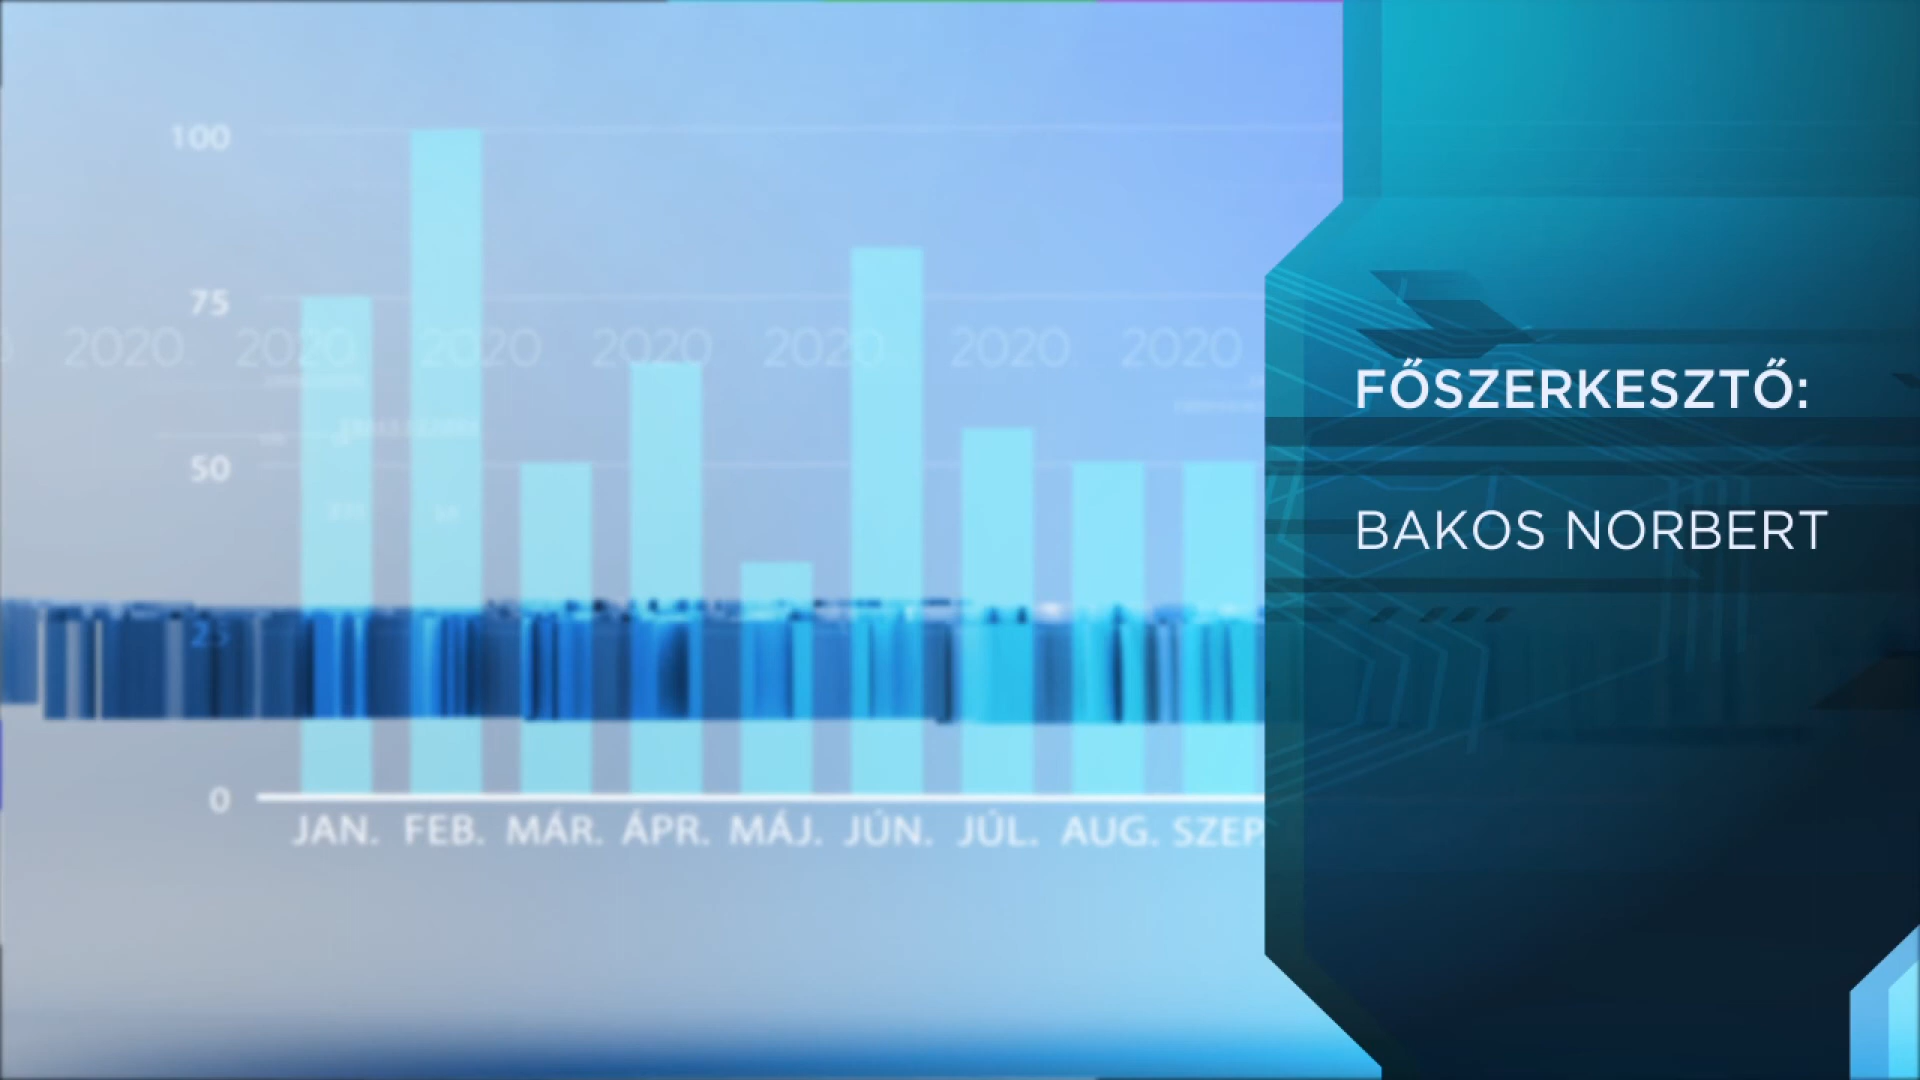 100
75
2020 2020 2020 2020 2020 2020 2020
50
25
0
JAN. FEB. MÁR. ÁPR. MÁJ. JÚN. JÚL. AUG. SZEP.
FŐSZERKESZTŐ:
BAKOS NORBERT